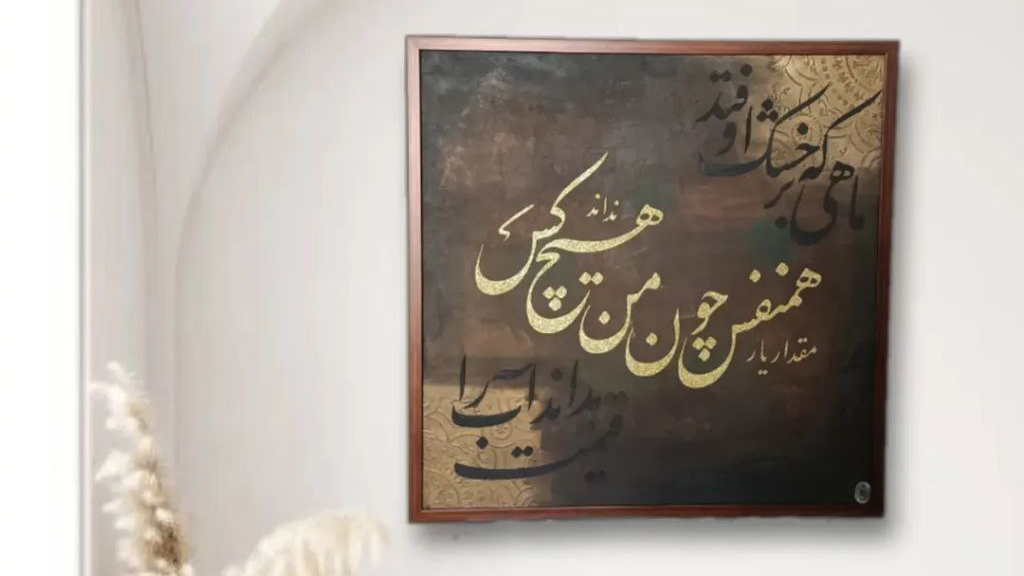 ماهی که بر خشک اوفتد
مقدار یار همنفس چون من نداند هیچ کس
قیمت بداند آب را